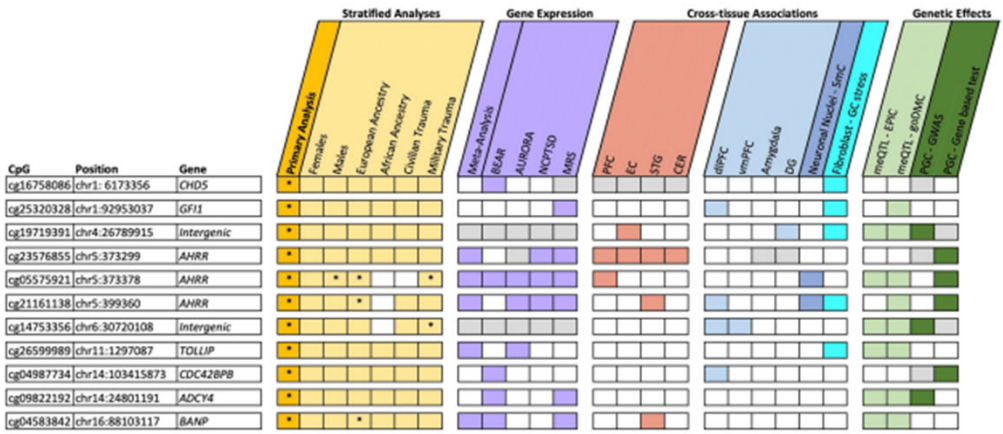 Stratified Analyses Gene Expression Cross-tissue Associations Genetic Effects
Primary Analysis
Females
Males
European Ancestry
African Ancestry
Civilian Trauma
Military Trauma
Meta-Analysis
BEAR
AURORA
NCPTSD
MRS
PFC
EC
STG
CER
dlPFC
vmPFC
Amygdala
DG
Neuronal Nuclei - 5mC
Fibroblast - GC stress
meQTL - EPIC
meQTL - goDMC
PGC - GWAS
PGC - Gene based test
CpG Position Gene
cg16758086 chr1: 6173356 CHD5 *
cg25320328 chr1:92953037 GFI1 *
cg19719391 chr4:26789915 Intergenic *
cg23576855 chr5:373299 AHRR *
cg05575921 chr5:373378 AHRR * * * *
cg21161138 chr5:399360 AHRR * *
cg14753356 chr6:30720108 Intergenic * *
cg26599989 chr11:1297087 TOLLIP *
cg04987734 chr14:103415873 CDC42BPB *
cg09822192 chr14:24801191 ADCY4 *
cg04583842 chr16:88103117 BANP * *